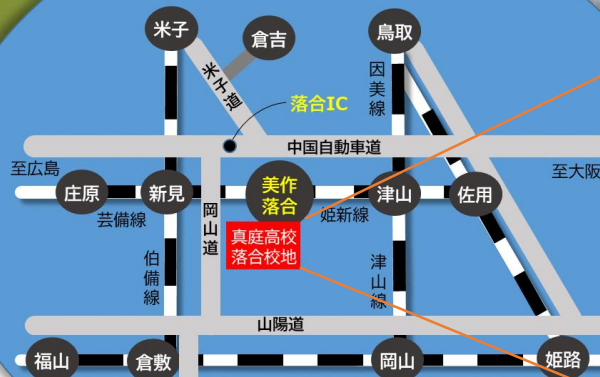 米子
倉吉
鳥取
米子道
因美線
落合IC
中国自動車道
至広島
至大阪
庄原
新見
美作
落合
津山
佐用
芸備線
岡山道
姫新線
真庭高校
落合校地
伯備線
津山線
山陽道
福山
倉敷
岡山
姫路